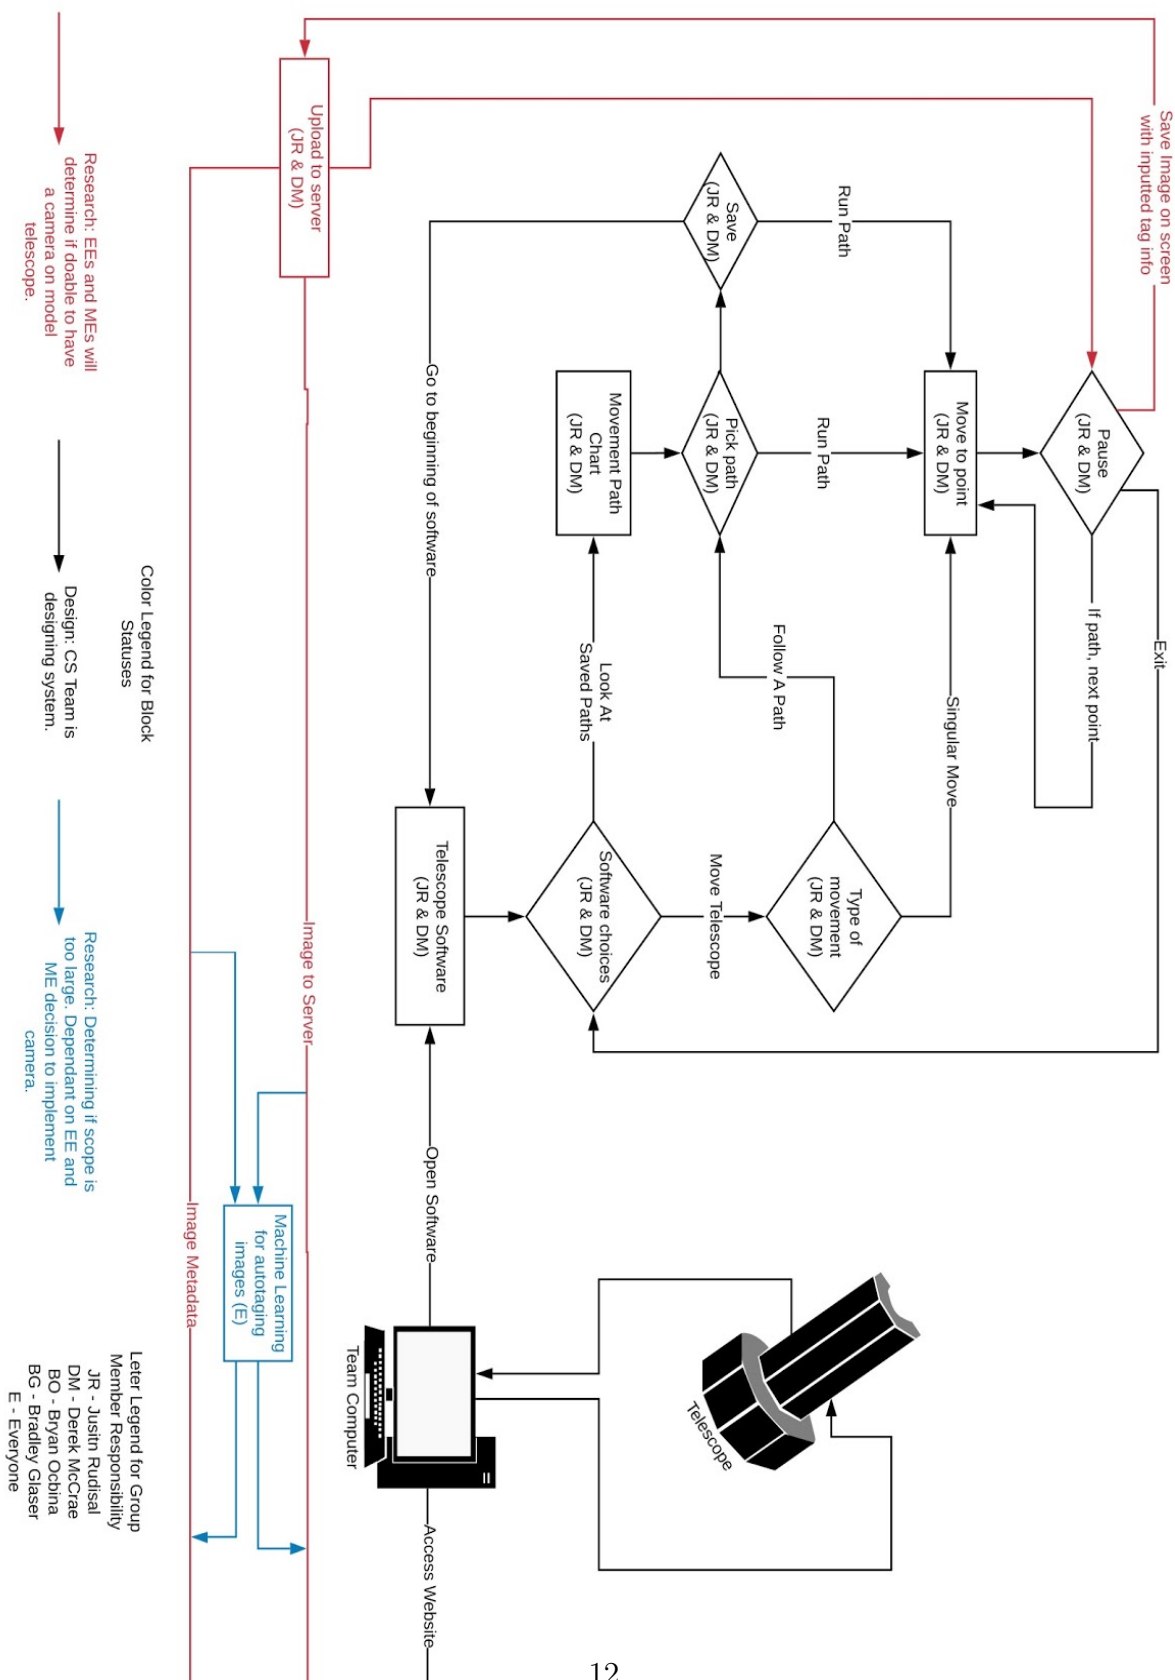 Save Image on screen
with inputted tag info
Pause
(JR & DM)
Exit
If path, next point
Run Path
Run Path
Move to point
(JR & DM)
Singular Move
Save
(JR & DM)
Pick path
(JR & DM)
Follow A Path
Type of
movement
(JR & DM)
Move Telescope
Movement Path
Chart
(JR & DM)
Look At
Saved Paths
Software choices
(JR & DM)
Go to beginning of software
Telescope Software
(JR & DM)
Open Software
Telescope
Team Computer
Access Website
Upload to server
(JR & DM)
Image to Server
Machine Learning
for autotaging
images (E)
Image Metadata
Color Legend for Block
Statuses
Research: EEs and MEs will
determine if doable to have
a camera on model
telescope.
Design: CS Team is
designing system.
Research: Determining if scope is
too large. Dependant on EE and
ME decision to implement
camera.
Leter Legend for Group
Member Responsibility
JR - Jusitn Rudisal
DM - Derek McCrae
BO - Bryan Ocbina
BG - Bradley Glaser
E - Everyone
12